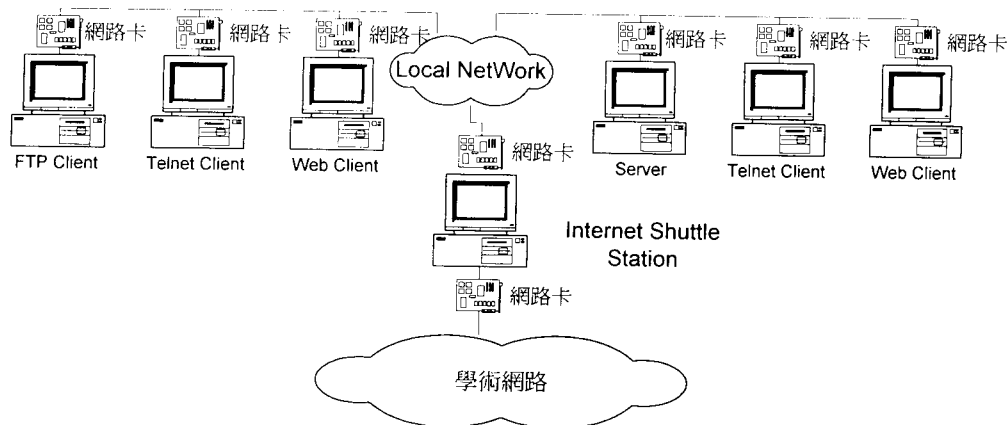 網路卡
網路卡
網路卡
網路卡
網路卡
網路卡
Local NetWork
FTP Client
Telnet Client
Web Client
網路卡
Server
Telnet Client
Web Client
Internet Shuttle
Station
網路卡
學術網路